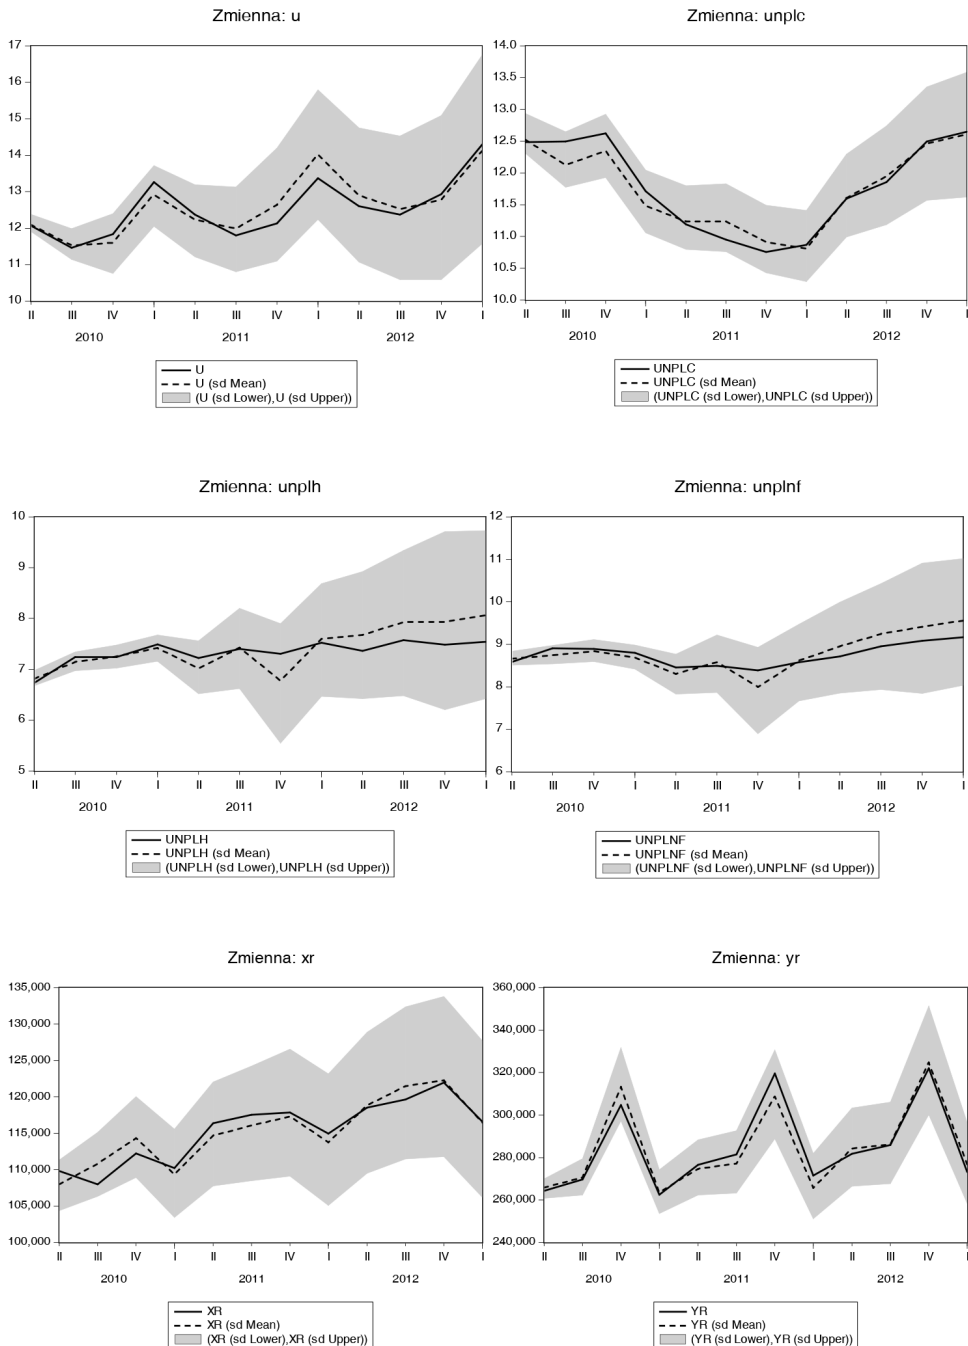 Zmienna: u
17
16
15
14
13
12
11
10
II III IV I II III IV I II III IV I
2010 2011 2012
U
U (sd Mean)
(U (sd Lower),U (sd Upper))
Zmienna: unplc
14.0
13.5
13.0
12.5
12.0
11.5
11.0
10.5
10.0
II III IV I II III IV I II III IV I
2010 2011 2012
UNPLC
UNPLC (sd Mean)
(UNPLC (sd Lower),UNPLC (sd Upper))
Zmienna: unplh
10
9
8
7
6
5
II III IV I II III IV I II III IV I
2010 2011 2012
UNPLH
UNPLH (sd Mean)
(UNPLH (sd Lower),UNPLH (sd Upper))
Zmienna: unplnf
12
11
10
9
8
7
6
II III IV I II III IV I II III IV I
2010 2011 2012
UNPLNF
UNPLNF (sd Mean)
(UNPLNF (sd Lower),UNPLNF (sd Upper))
Zmienna: xr
135,000
130,000
125,000
120,000
115,000
110,000
105,000
100,000
II III IV I II III IV I II III IV I
2010 2011 2012
XR
XR (sd Mean)
(XR (sd Lower),XR (sd Upper))
Zmienna: yr
360,000
340,000
320,000
300,000
280,000
260,000
240,000
II III IV I II III IV I II III IV I
2010 2011 2012
YR
YR (sd Mean)
(YR (sd Lower),YR (sd Upper))